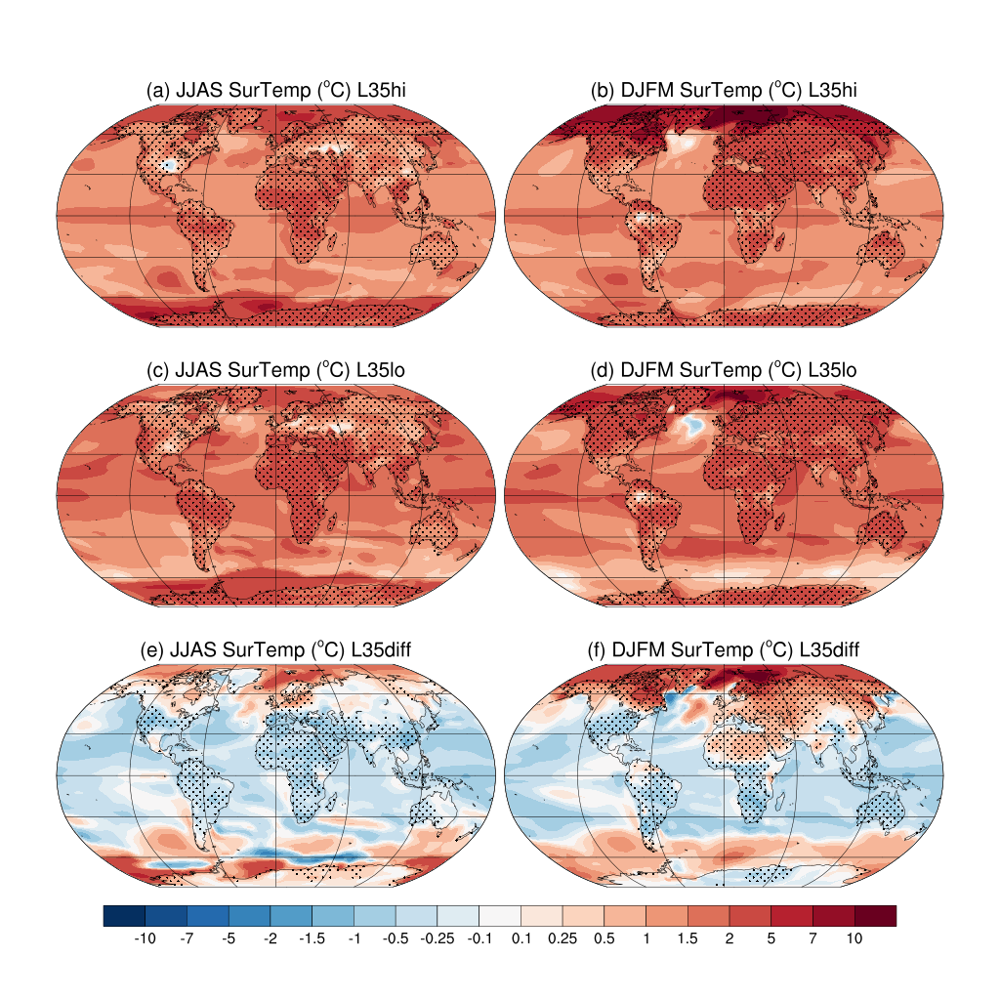 (a) JJAS SurTemp (°C) L35hi
(b) DJFM SurTemp (°C) L35hi
(c) JJAS SurTemp (°C) L35lo
(d) DJFM SurTemp (°C) L35lo
(e) JJAS SurTemp (°C) L35diff
(f) DJFM SurTemp (°C) L35diff
-10 -7 -5 -2 -1.5 -1 -0.5 -0.25 -0.1 0.1 0.25 0.5 1 1.5 2 5 7 10